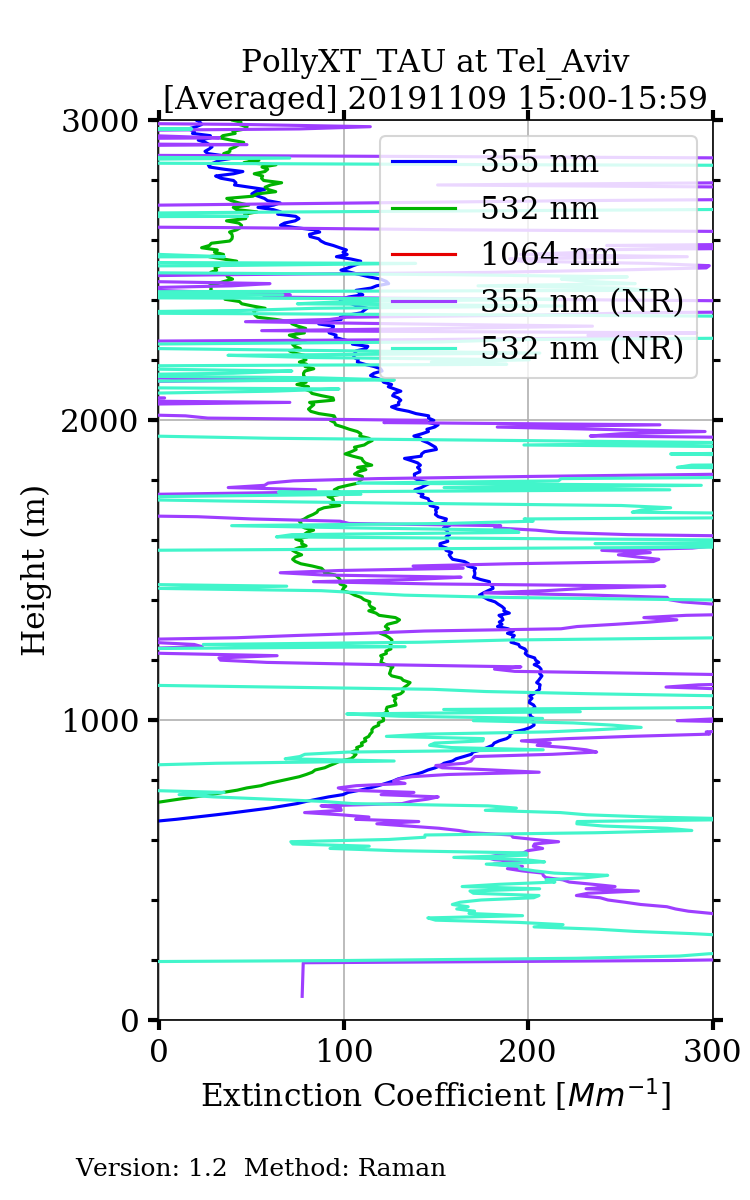 PollyXT_TAU at Tel_Aviv
[Averaged] 20191109 15:00-15:59
3000
355 nm
532 nm
1064 nm
355 nm (NR)
532 nm (NR)
2000
Height (m)
1000
0
0 100 200 300
Extinction Coefficient [Mm⁻¹]
Version: 1.2 Method: Raman